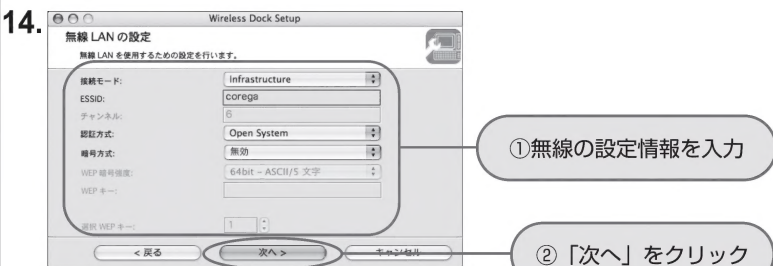 14.
Wireless Dock Setup
無線 LAN の設定
無線 LAN を使用するための設定を行います。
接続モード: Infrastructure
ESSID: corega
チャンネル: 6
認証方式: Open System
暗号方式: 無効
WEP 暗号強度: 64bit – ASCII/5 文字
WEP キー:
選択 WEP キー: 1
①無線の設定情報を入力
< 戻る 次へ > キャンセル
②「次へ」をクリック